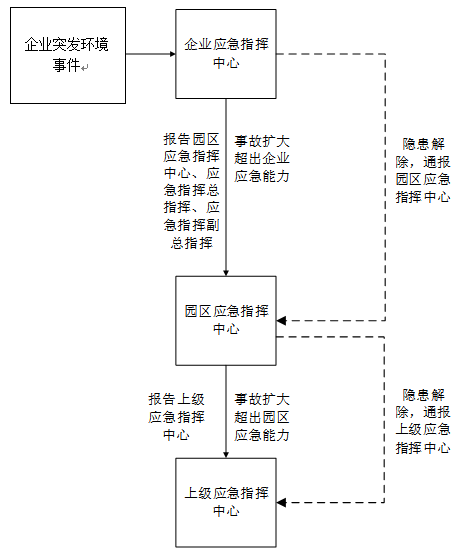 企业突发环境
事件
企业应急指挥
中心
报告园区
应急指挥
中心、应
急指挥总
指挥、应
急指挥副
总指挥
事故扩大
超出企业
应急能力
隐患解
除，通报
园区应急
指挥中心
园区应急指挥
中心
报告上级
应急指挥
中心
事故扩大
超出园区
应急能力
隐患解
除，通报
上级应急
指挥中心
上级应急指挥
中心